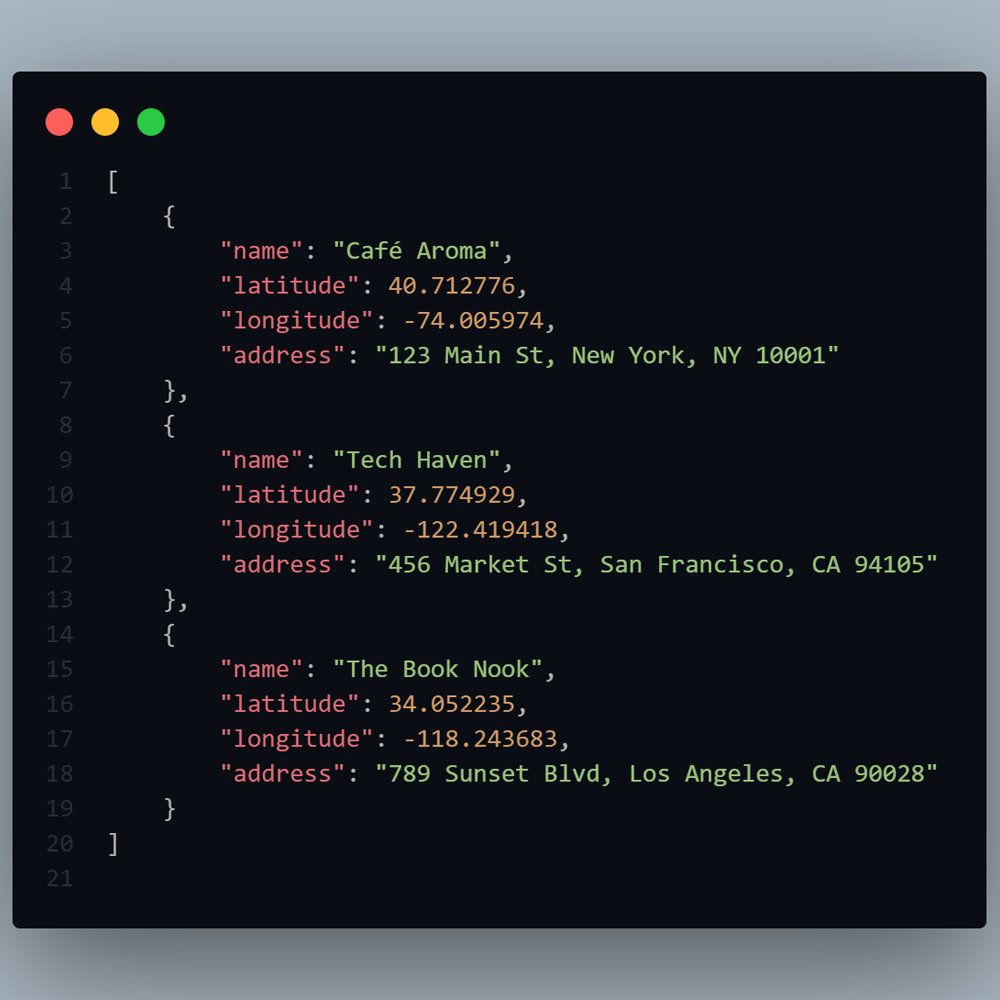 1 [
2     {
3         "name": "Café Aroma",
4         "latitude": 40.712776,
5         "longitude": -74.005974,
6         "address": "123 Main St, New York, NY 10001"
7     },
8     {
9         "name": "Tech Haven",
10         "latitude": 37.774929,
11         "longitude": -122.419418,
12         "address": "456 Market St, San Francisco, CA 94105"
13     },
14     {
15         "name": "The Book Nook",
16         "latitude": 34.052235,
17         "longitude": -118.243683,
18         "address": "789 Sunset Blvd, Los Angeles, CA 90028"
19     }
20 ]
21